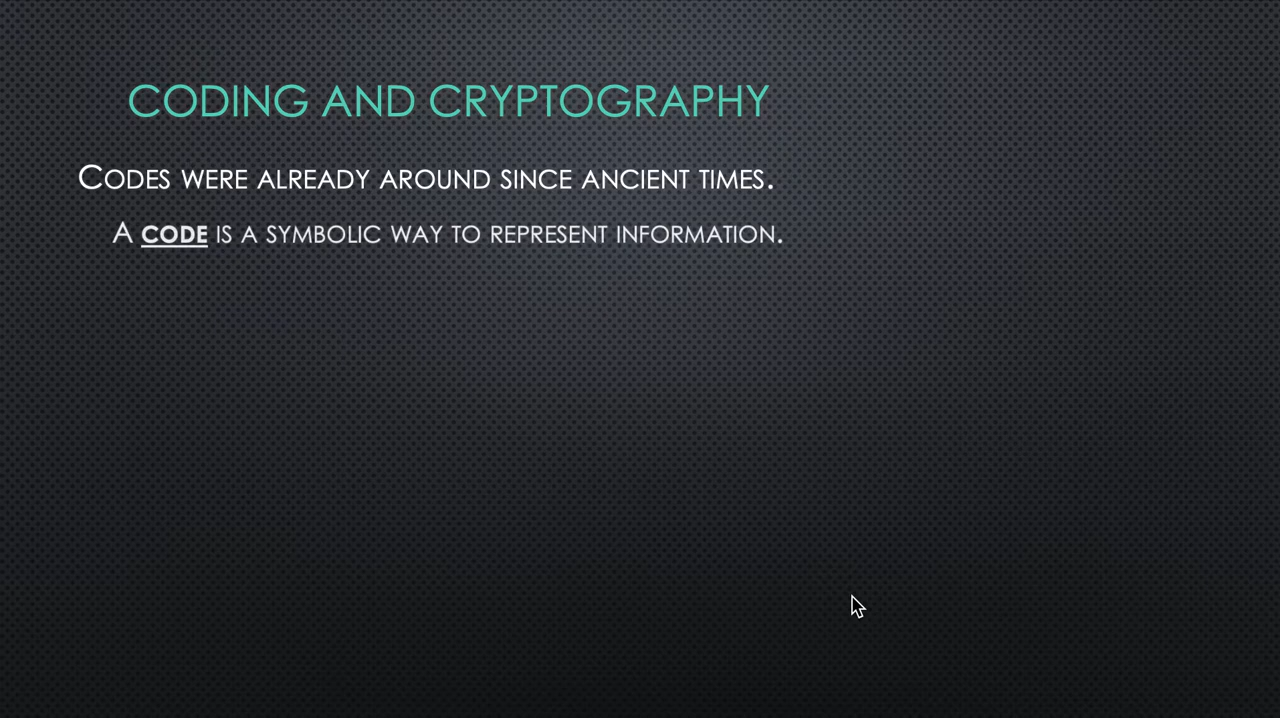 CODING AND CRYPTOGRAPHY
CODES WERE ALREADY AROUND SINCE ANCIENT TIMES.
A CODE IS A SYMBOLIC WAY TO REPRESENT INFORMATION.